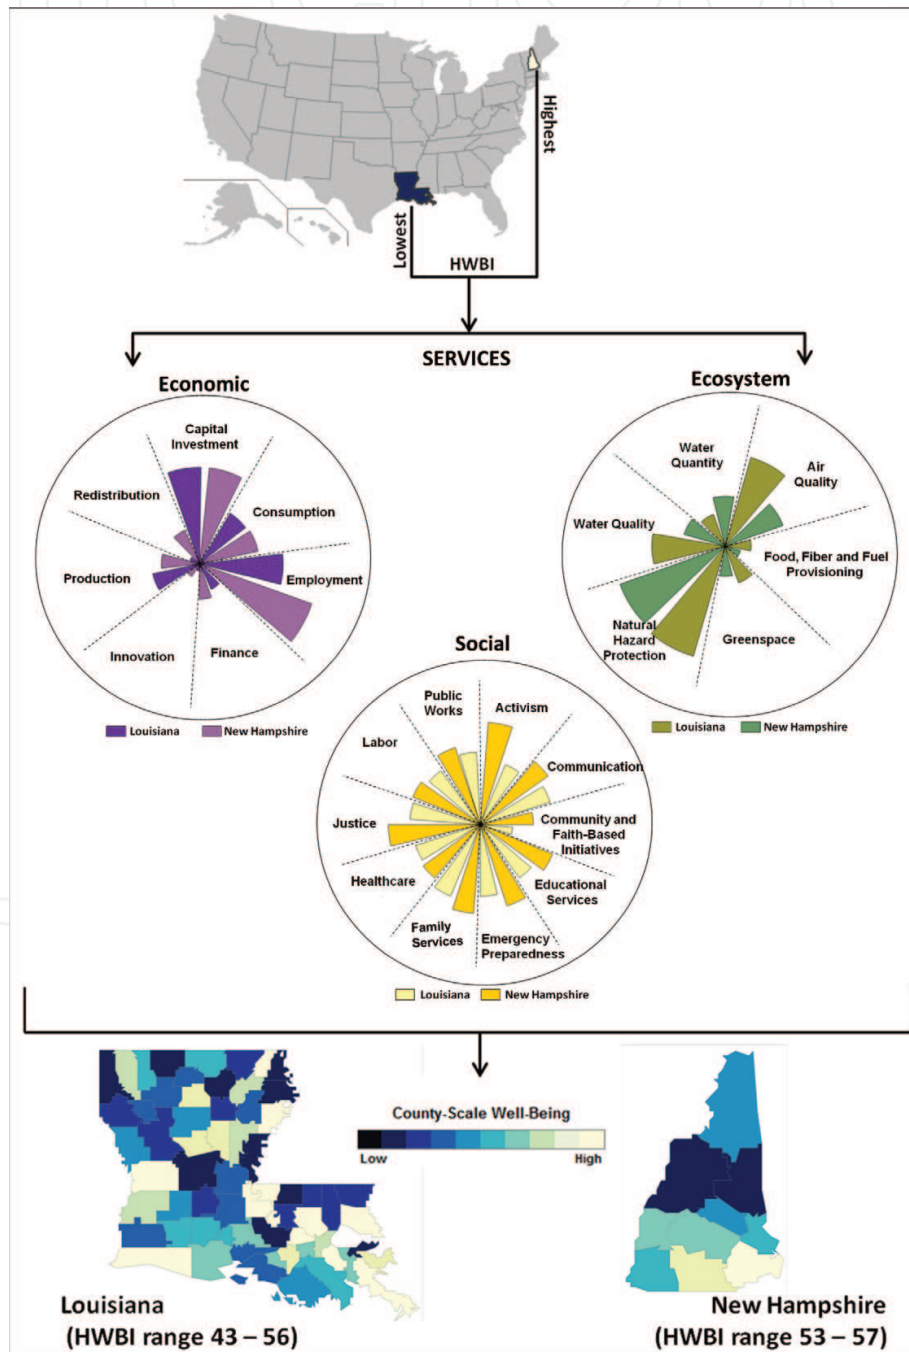 Highest
Lowest
HWBI
SERVICES
Economic
Capital
Investment
Redistribution
Consumption
Production
Employment
Innovation
Finance
Louisiana
New Hampshire
Ecosystem
Water
Quantity
Air
Quality
Water Quality
Food, Fiber and Fuel
Provisioning
Natural
Hazard
Protection
Greenspace
Louisiana
New Hampshire
Social
Public
Works
Activism
Labor
Communication
Justice
Community and
Faith-Based
Initiatives
Healthcare
Educational
Services
Family
Services
Emergency
Preparedness
Louisiana
New Hampshire
County-Scale Well-Being
Low
High
Louisiana
(HWBI range 43 – 56)
New Hampshire
(HWBI range 53 – 57)